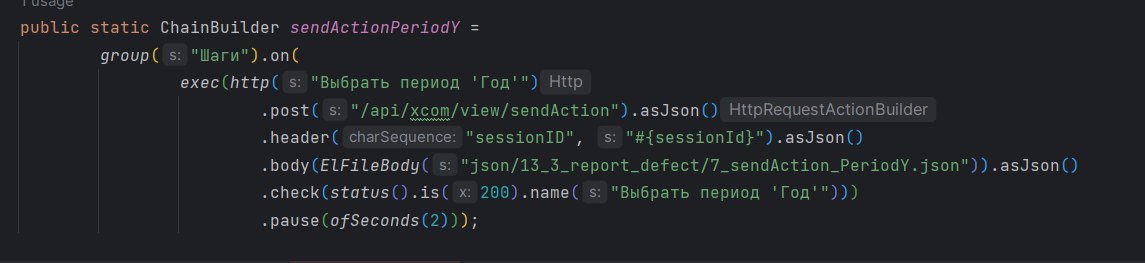 1 usage
public static ChainBuilder sendActionPeriodY =
group( s: "Шаги").on(
exec(http( s: "Выбрать период 'Год'") Http
.post( s: "/api/xcom/view/sendAction").asJson() HttpRequestActionBuilder
.header( charSequence: "sessionID", s: "#{sessionId}").asJson()
.body(ElFileBody( s: "json/13_3_report_defect/7_sendAction_PeriodY.json")).asJson()
.check(status().is( x: 200).name( s: "Выбрать период 'Год'")))
.pause(ofSeconds(2)));